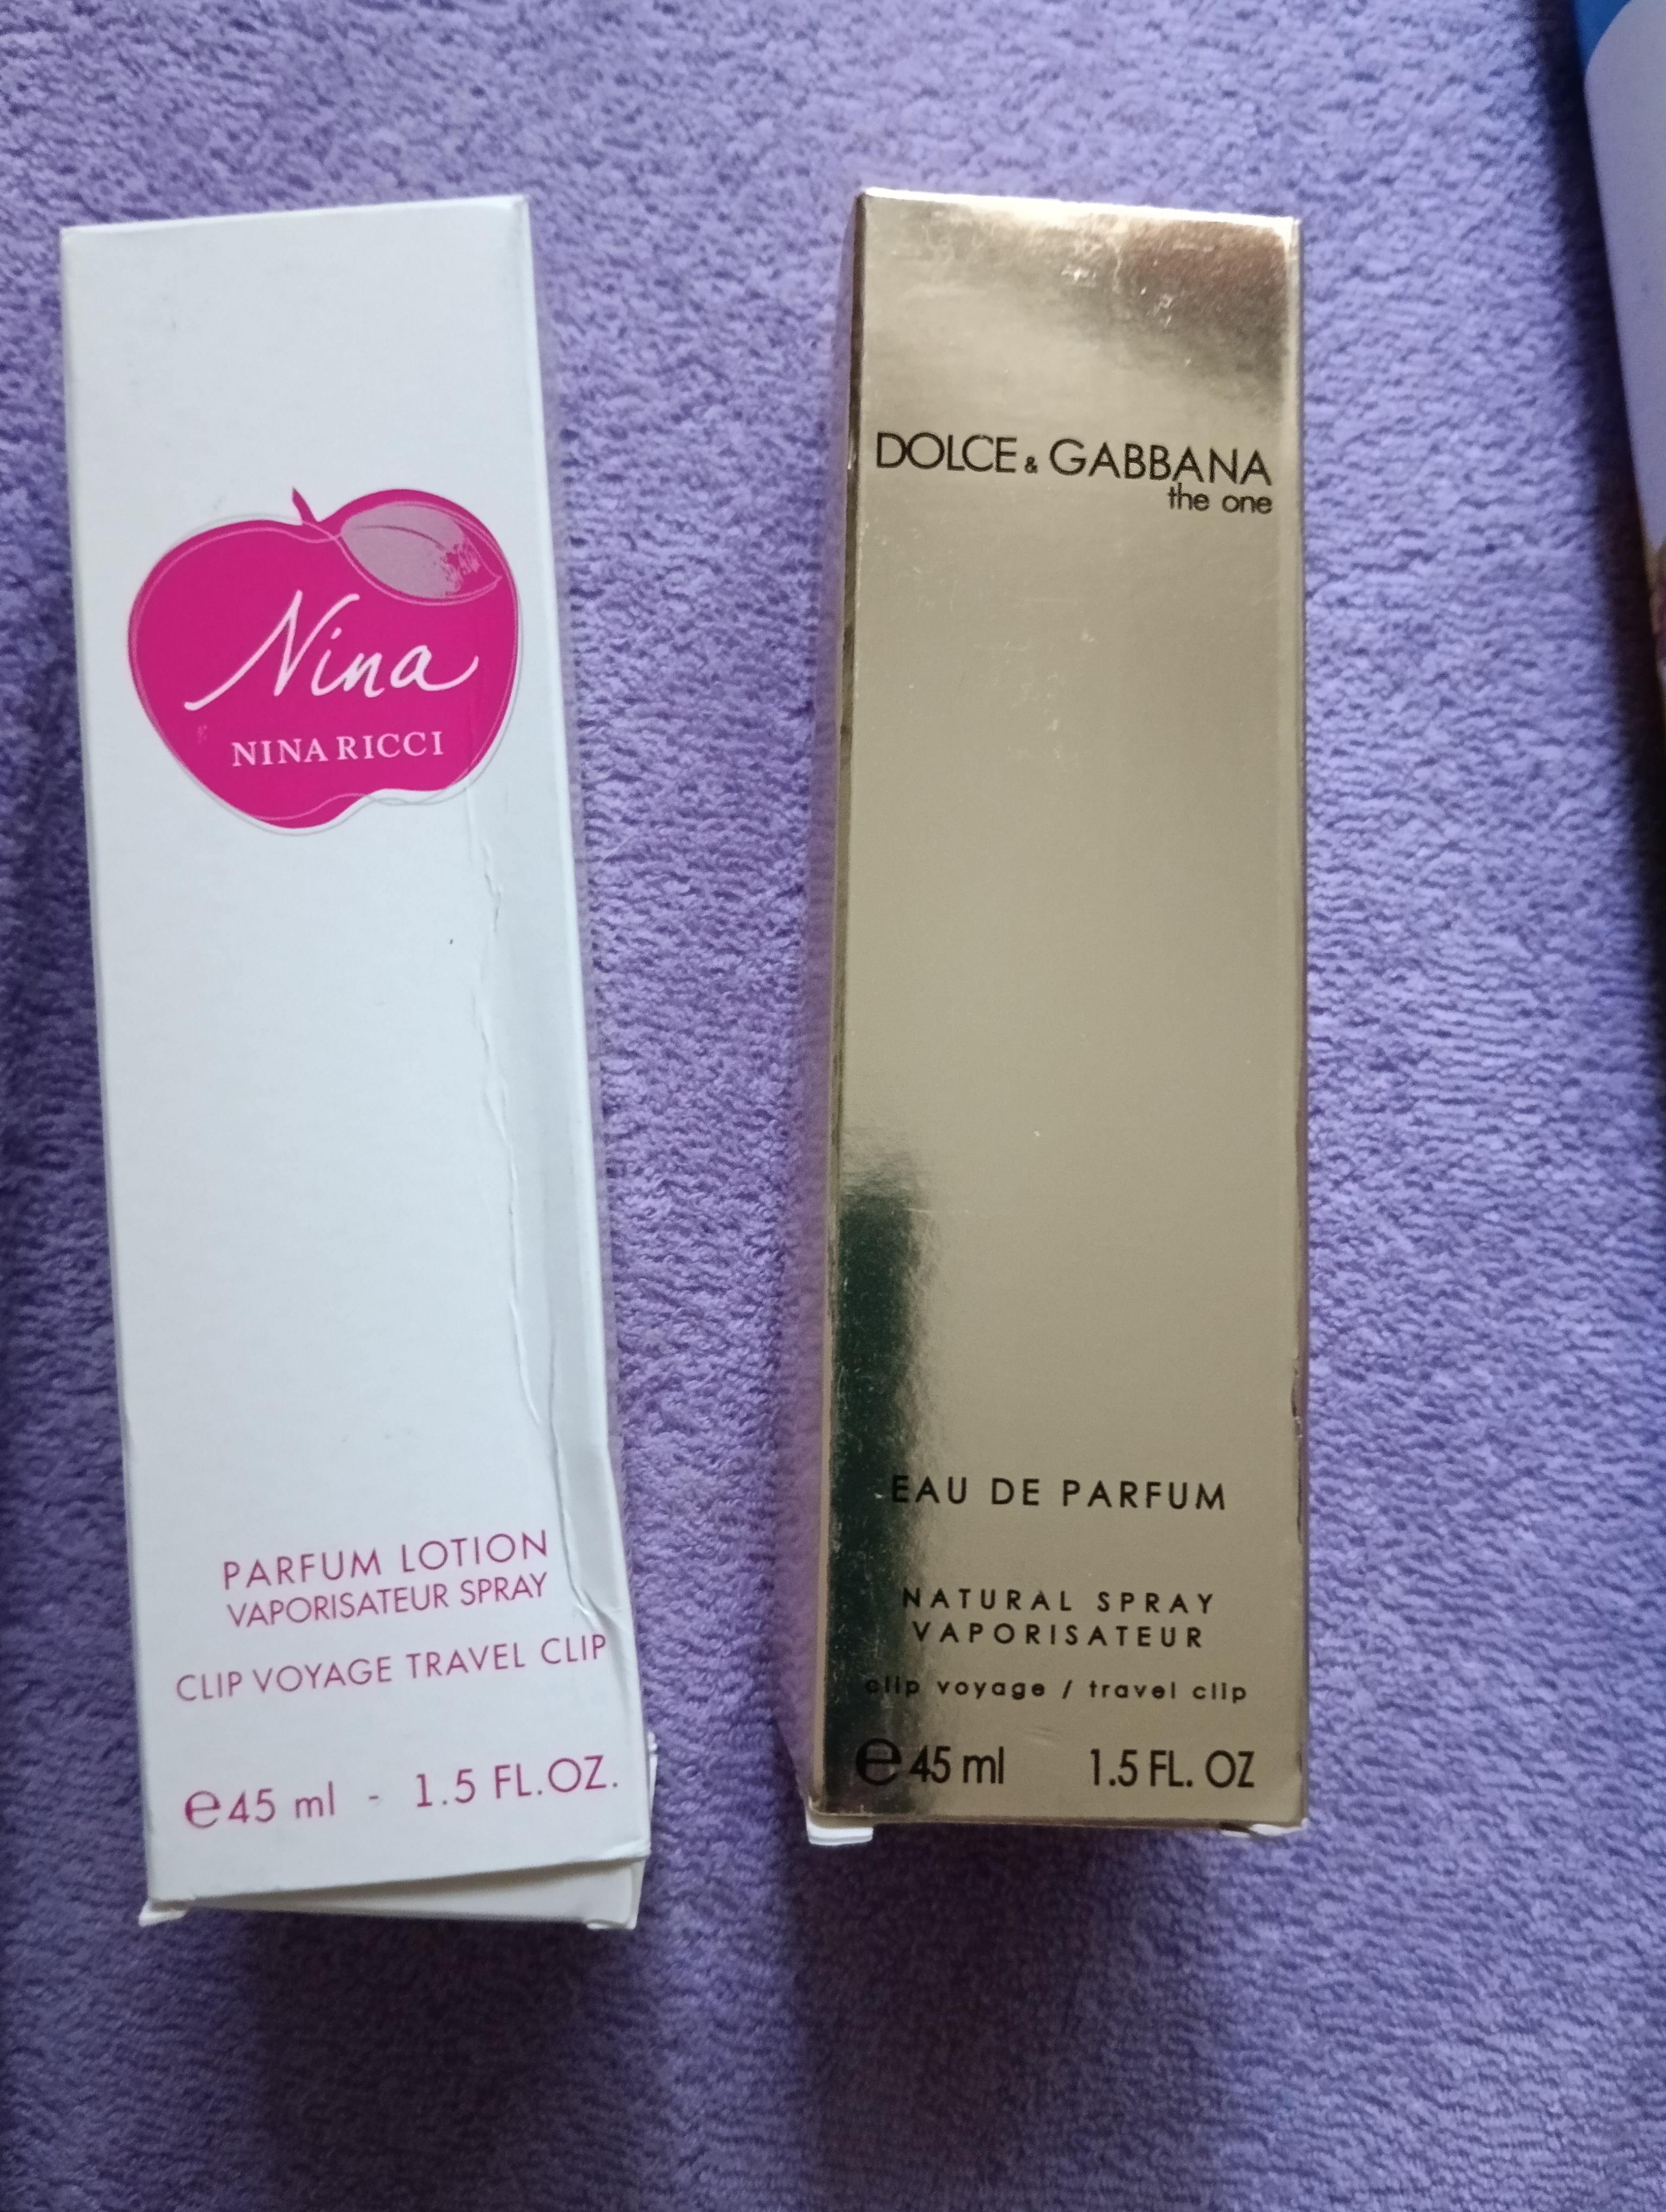 Nina
NINA RICCI
PARFUM LOTION
VAPORISATEUR SPRAY
CLIP VOYAGE TRAVEL CLIP
℮45 ml - 1.5 FL.OZ.
DOLCE & GABBANA
the one
EAU DE PARFUM
NATURAL SPRAY
VAPORISATEUR
clip voyage / travel clip
℮45 ml 1.5 FL. OZ